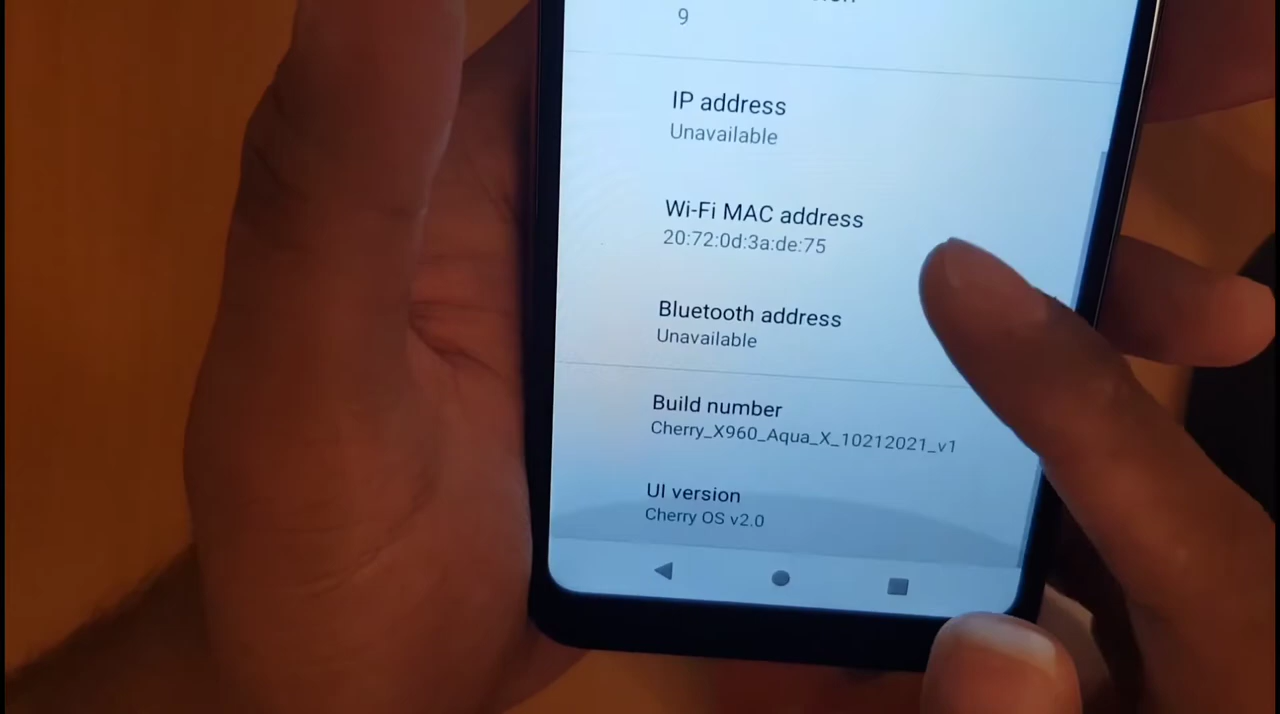 9
IP address
Unavailable
Wi-Fi MAC address
20:72:0d:3a:de:75
Bluetooth address
Unavailable
Build number
Cherry_X960_Aqua_X_10212021_v1
UI version
Cherry OS v2.0